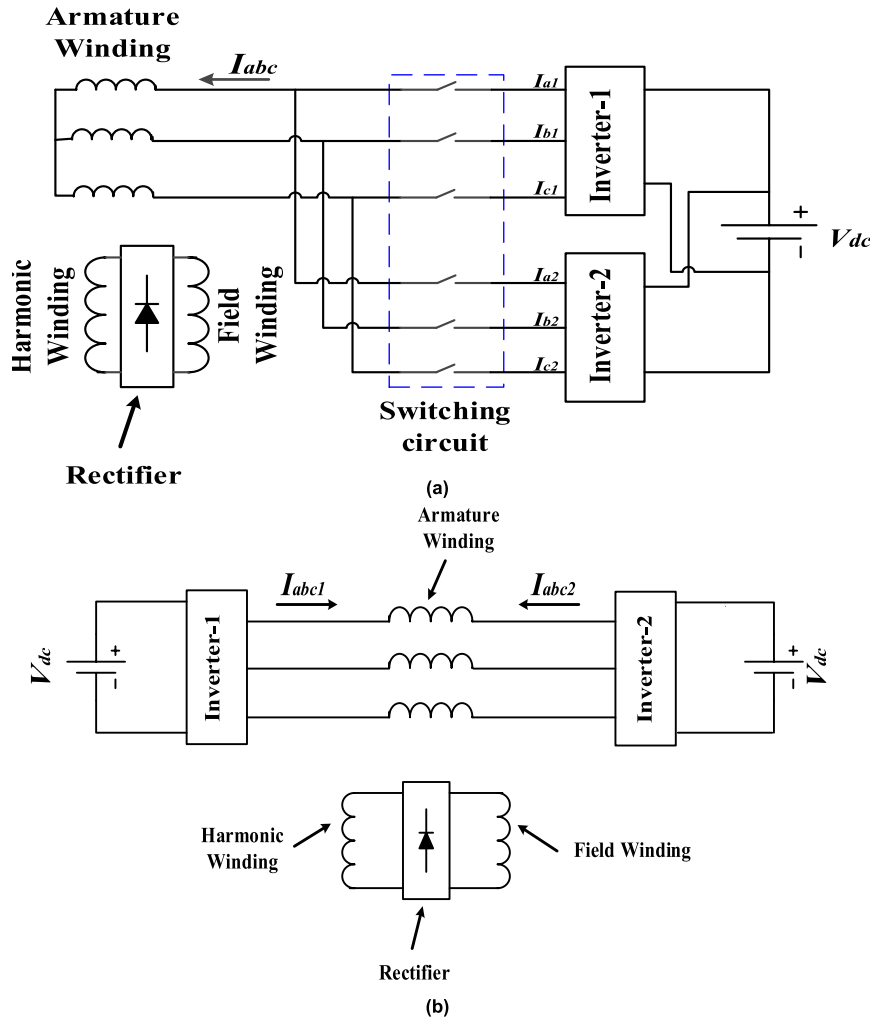 Armature
Winding
Iabc
Ia1
Ib1
Ic1
Inverter-1
+
Vdc
−
Harmonic
Winding
Field
Winding
Ia2
Ib2
Ic2
Inverter-2
Switching
circuit
Rectifier
(a)
Armature
Winding
Iabc1
Iabc2
Vdc
+
−
Inverter-1
Inverter-2
+
−
Vdc
Harmonic
Winding
Field Winding
Rectifier
(b)